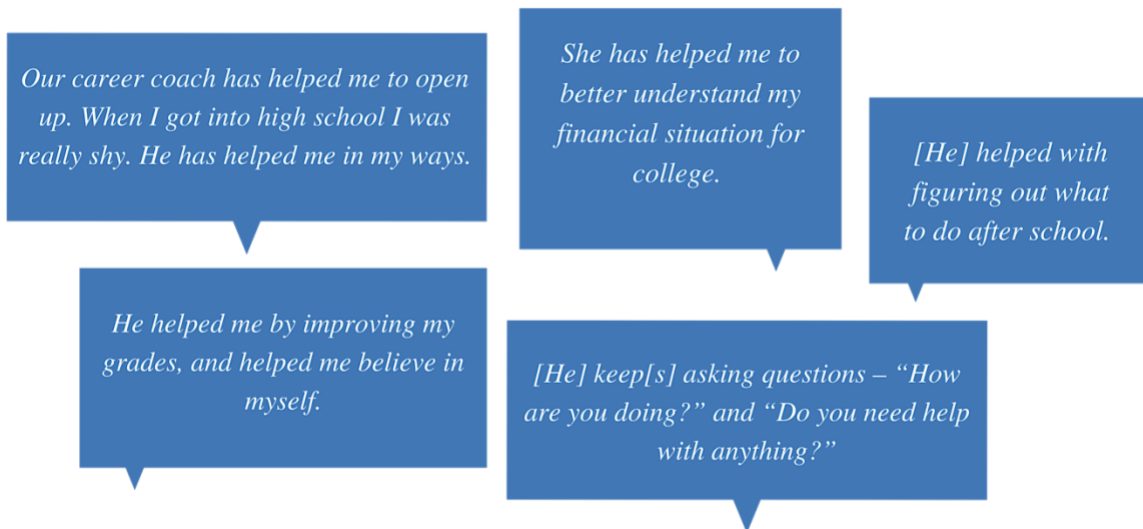 Our career coach has helped me to open
up. When I got into high school I was
really shy. He has helped me in my ways.
She has helped me to
better understand my
financial situation for
college.
[He] helped with
figuring out what
to do after school.
He helped me by improving my
grades, and helped me believe in
myself.
[He] keep[s] asking questions – “How
are you doing?” and “Do you need help
with anything?”